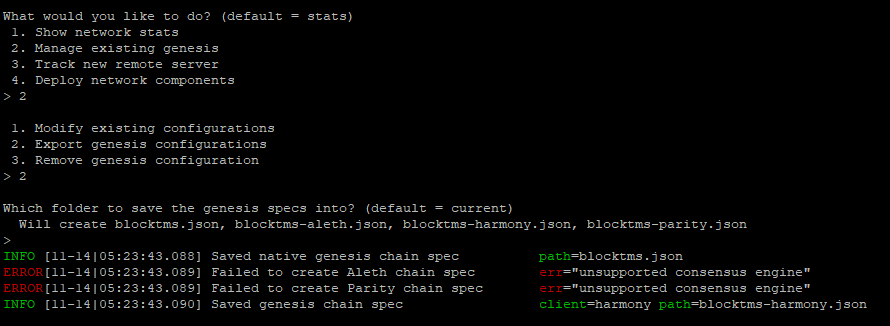 What would you like to do? (default = stats)
1. Show network stats
2. Manage existing genesis
3. Track new remote server
4. Deploy network components
> 2
1. Modify existing configurations
2. Export genesis configurations
3. Remove genesis configuration
> 2
Which folder to save the genesis specs into? (default = current)
Will create blocktms.json, blocktms-aleth.json, blocktms-harmony.json, blocktms-parity.json
>
INFO [11-14|05:23:43.088] Saved native genesis chain spec path=blocktms.json
ERROR[11-14|05:23:43.089] Failed to create Aleth chain spec err="unsupported consensus engine"
ERROR[11-14|05:23:43.089] Failed to create Parity chain spec err="unsupported consensus engine"
INFO [11-14|05:23:43.090] Saved genesis chain spec client=harmony path=blocktms-harmony.json